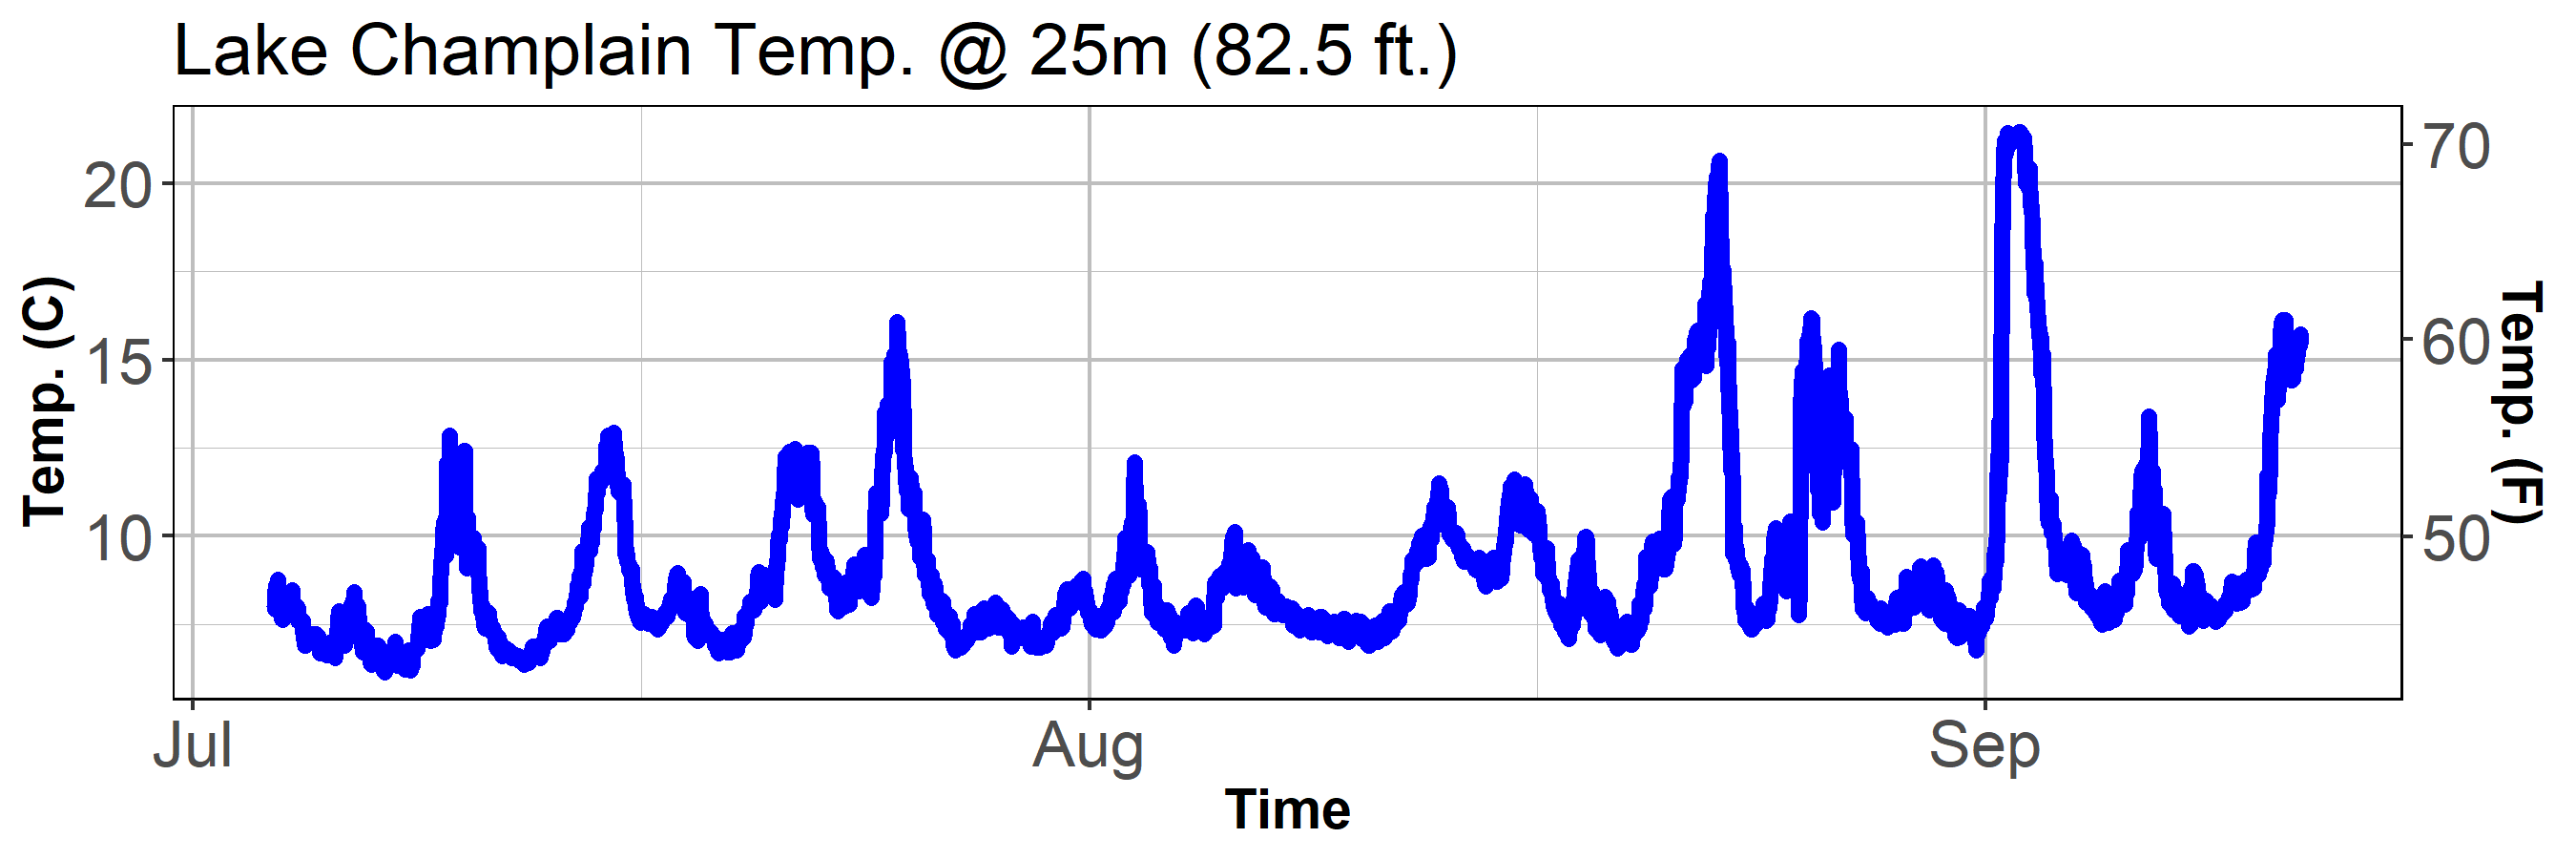 Lake Champlain Temp. @ 25m (82.5 ft.)
Temp. (C)
20
15
10
70
60
50
Temp. (F)
Jul Aug Sep
Time